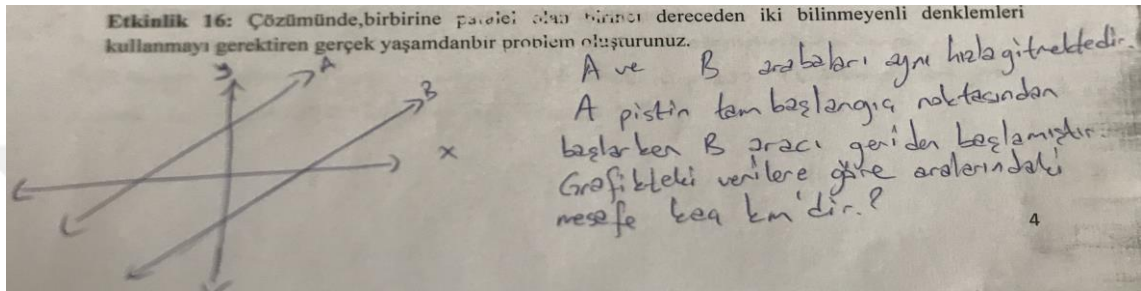 Etkinlik 16: Çözümünde,birbirine paralel olan birinci dereceden iki bilinmeyenli denklemleri
kullanmayı gerektiren gerçek yaşamdanbir problem oluşturunuz.
y A
B
x
A ve B arabaları aynı hızla gitmektedir.
A pistin tam başlangıç noktasından
başlarken B aracı geriden başlamıştır.
Grafikteki verilere göre aralarındaki
mesafe kaç km'dir.?
4